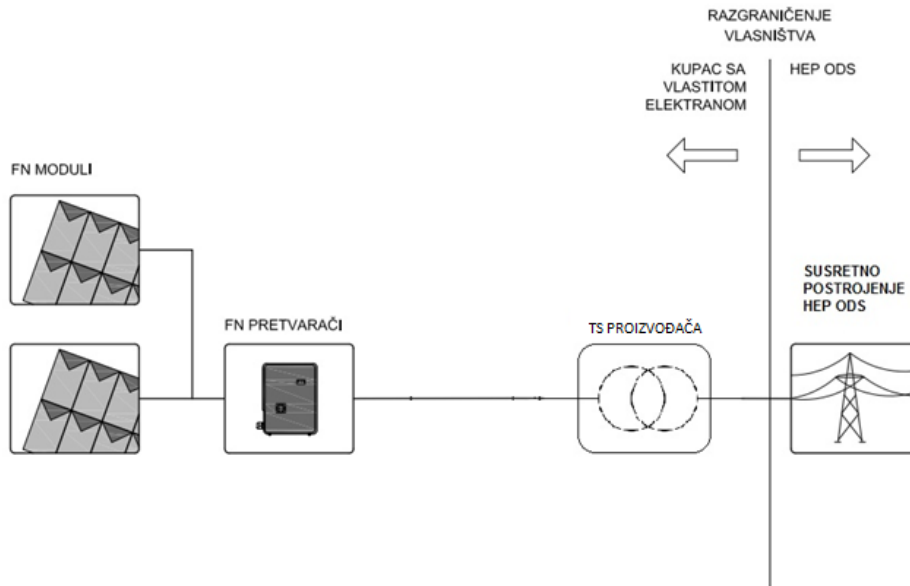 RAZGRANIČENJE
VLASNIŠTVA
KUPAC SA
VLASTITOM
ELEKTRANOM
HEP ODS
FN MODULI
SUSRETNO
POSTROJENJE
HEP ODS
FN PRETVARAČI
TS PROIZVOĐAČA